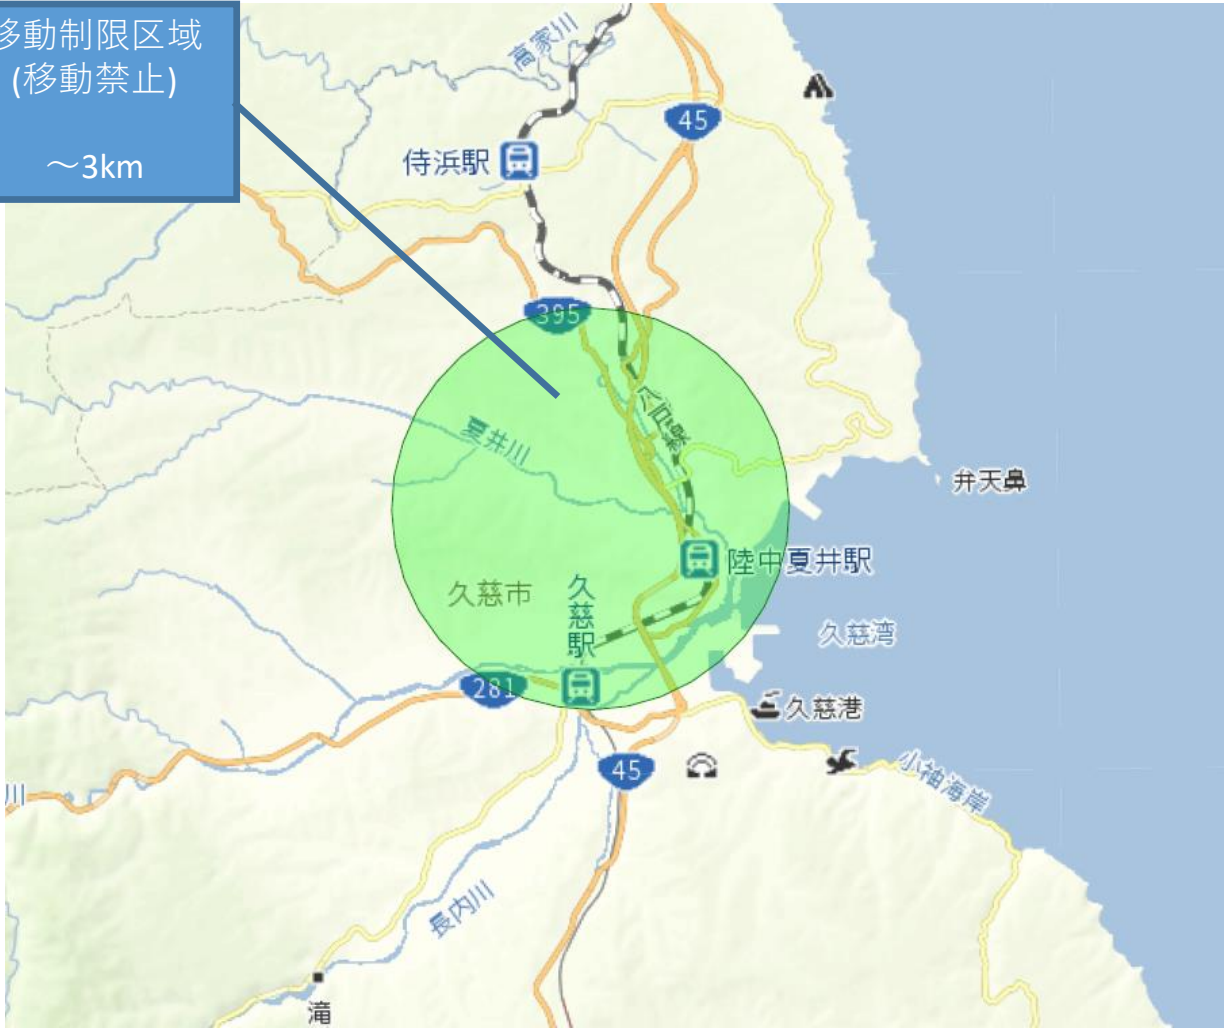 移動制限区域
(移動禁止)
～3km
高家川
45
侍浜駅
395
八戸線
夏井川
弁天鼻
陸中夏井駅
久慈市
久慈駅
久慈湾
281
久慈港
45
小袖海岸
川
長内川
滝